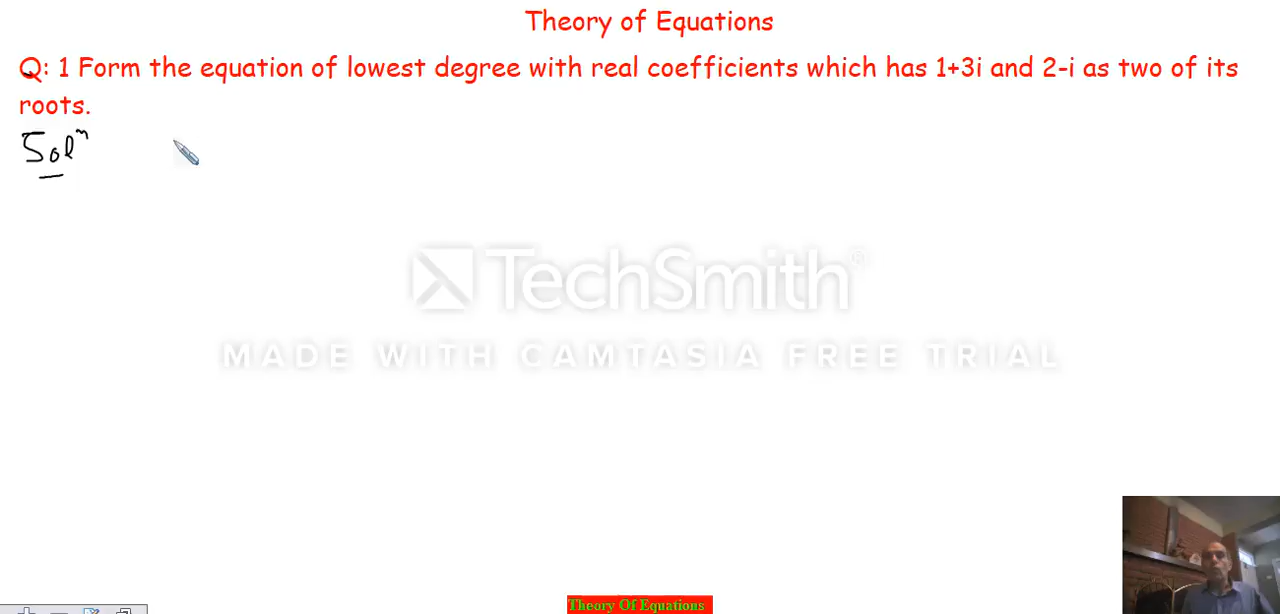 Theory of Equations
Q: 1 Form the equation of lowest degree with real coefficients which has 1+3i and 2-i as two of its
roots.
Solⁿ
TechSmith
MADE WITH CAMTASIA FREE TRIAL
Theory Of Equations